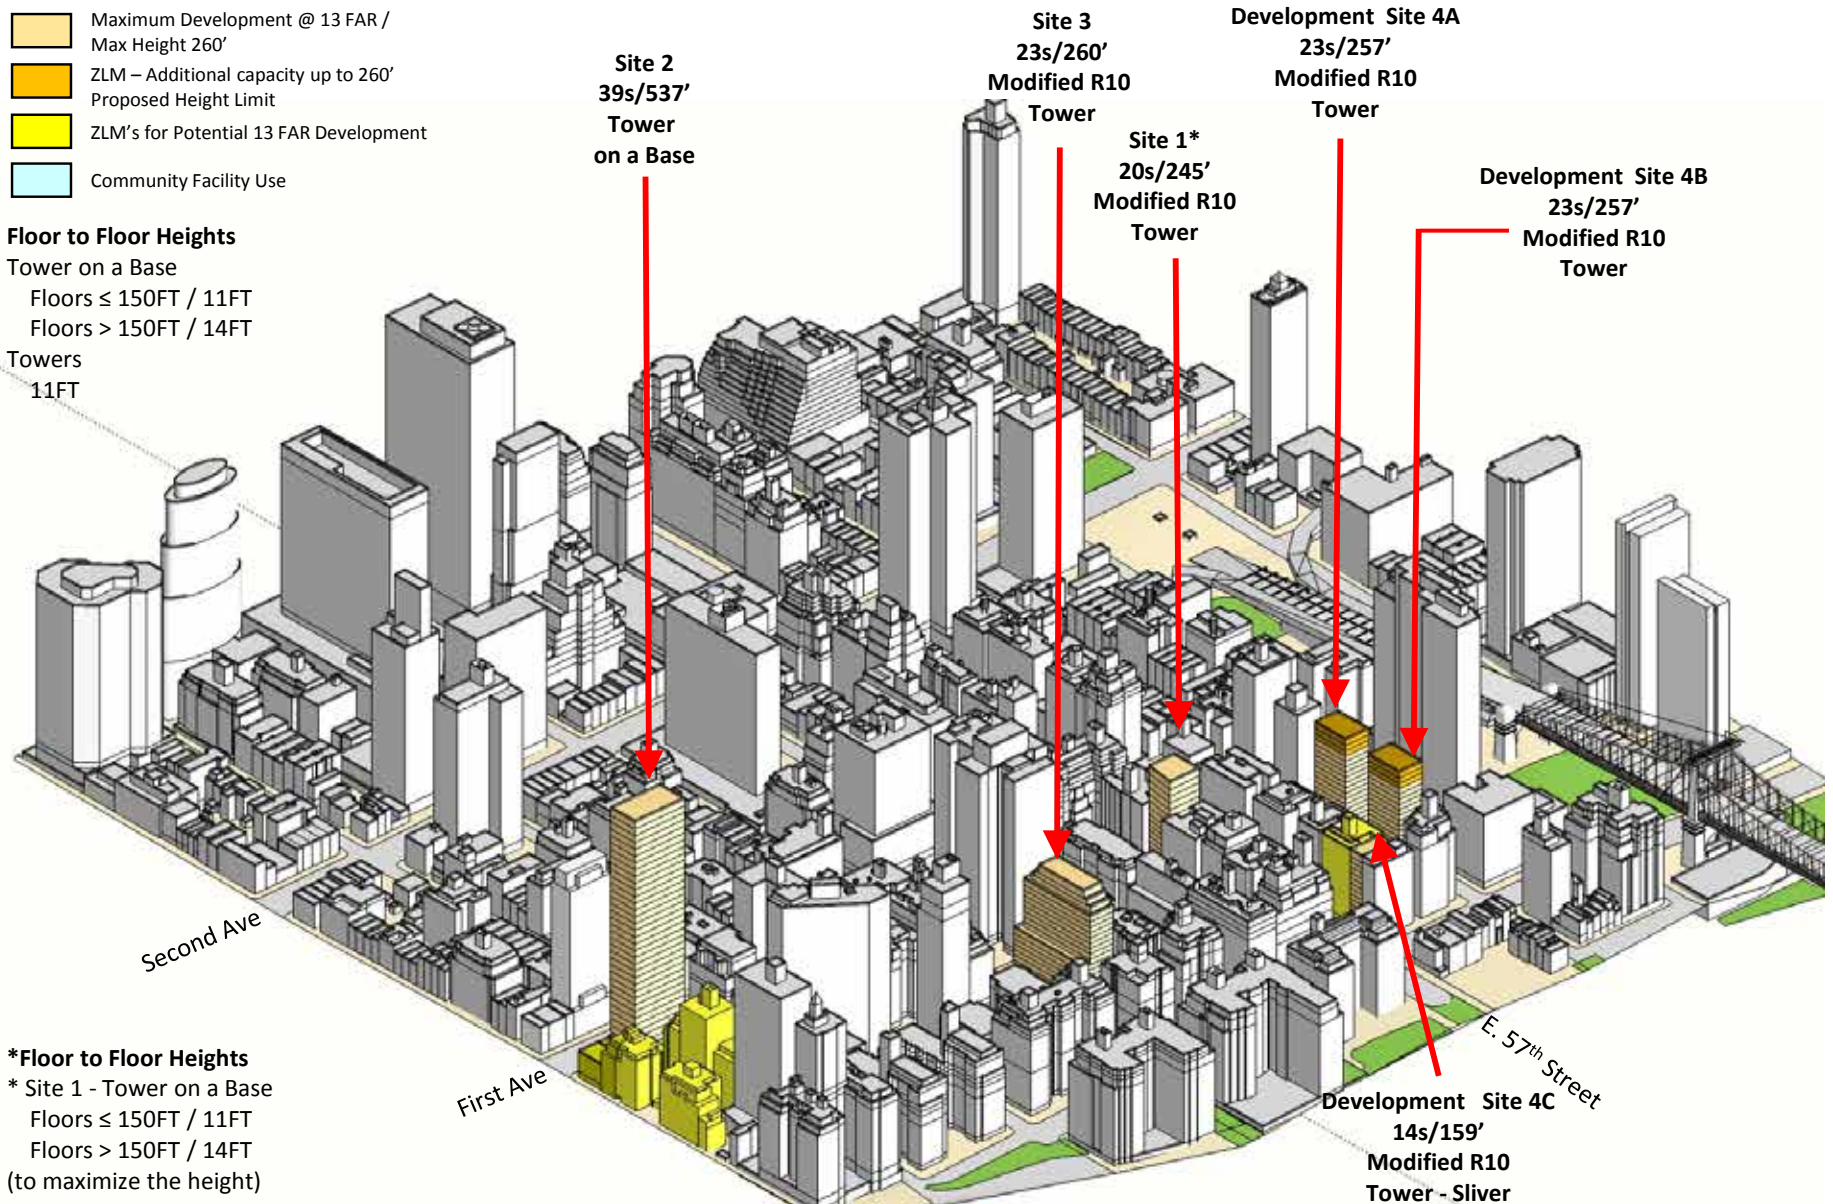 Maximum Development @ 13 FAR /
Max Height 260’
ZLM – Additional capacity up to 260’
Proposed Height Limit
ZLM’s for Potential 13 FAR Development
Community Facility Use
Floor to Floor Heights
Tower on a Base
Floors ≤ 150FT / 11FT
Floors > 150FT / 14FT
Towers
11FT
Site 2
39s/537’
Tower
on a Base
Site 3
23s/260’
Modified R10
Tower
Site 1*
20s/245’
Modified R10
Tower
Development Site 4A
23s/257’
Modified R10
Tower
Development Site 4B
23s/257’
Modified R10
Tower
Second Ave
First Ave
E. 57th Street
Development Site 4C
14s/159’
Modified R10
Tower - Sliver
*Floor to Floor Heights
* Site 1 - Tower on a Base
Floors ≤ 150FT / 11FT
Floors > 150FT / 14FT
(to maximize the height)